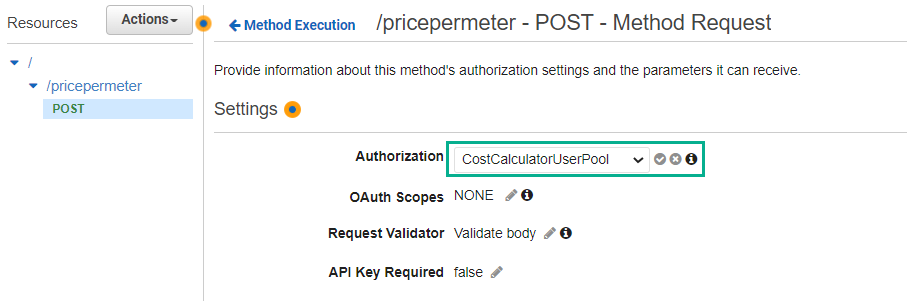 Resources
Actions
Method Execution
/pricepermeter - POST - Method Request
/
/pricepermeter
POST
Provide information about this method's authorization settings and the parameters it can receive.
Settings
Authorization CostCalculatorUserPool
OAuth Scopes NONE
Request Validator Validate body
API Key Required false